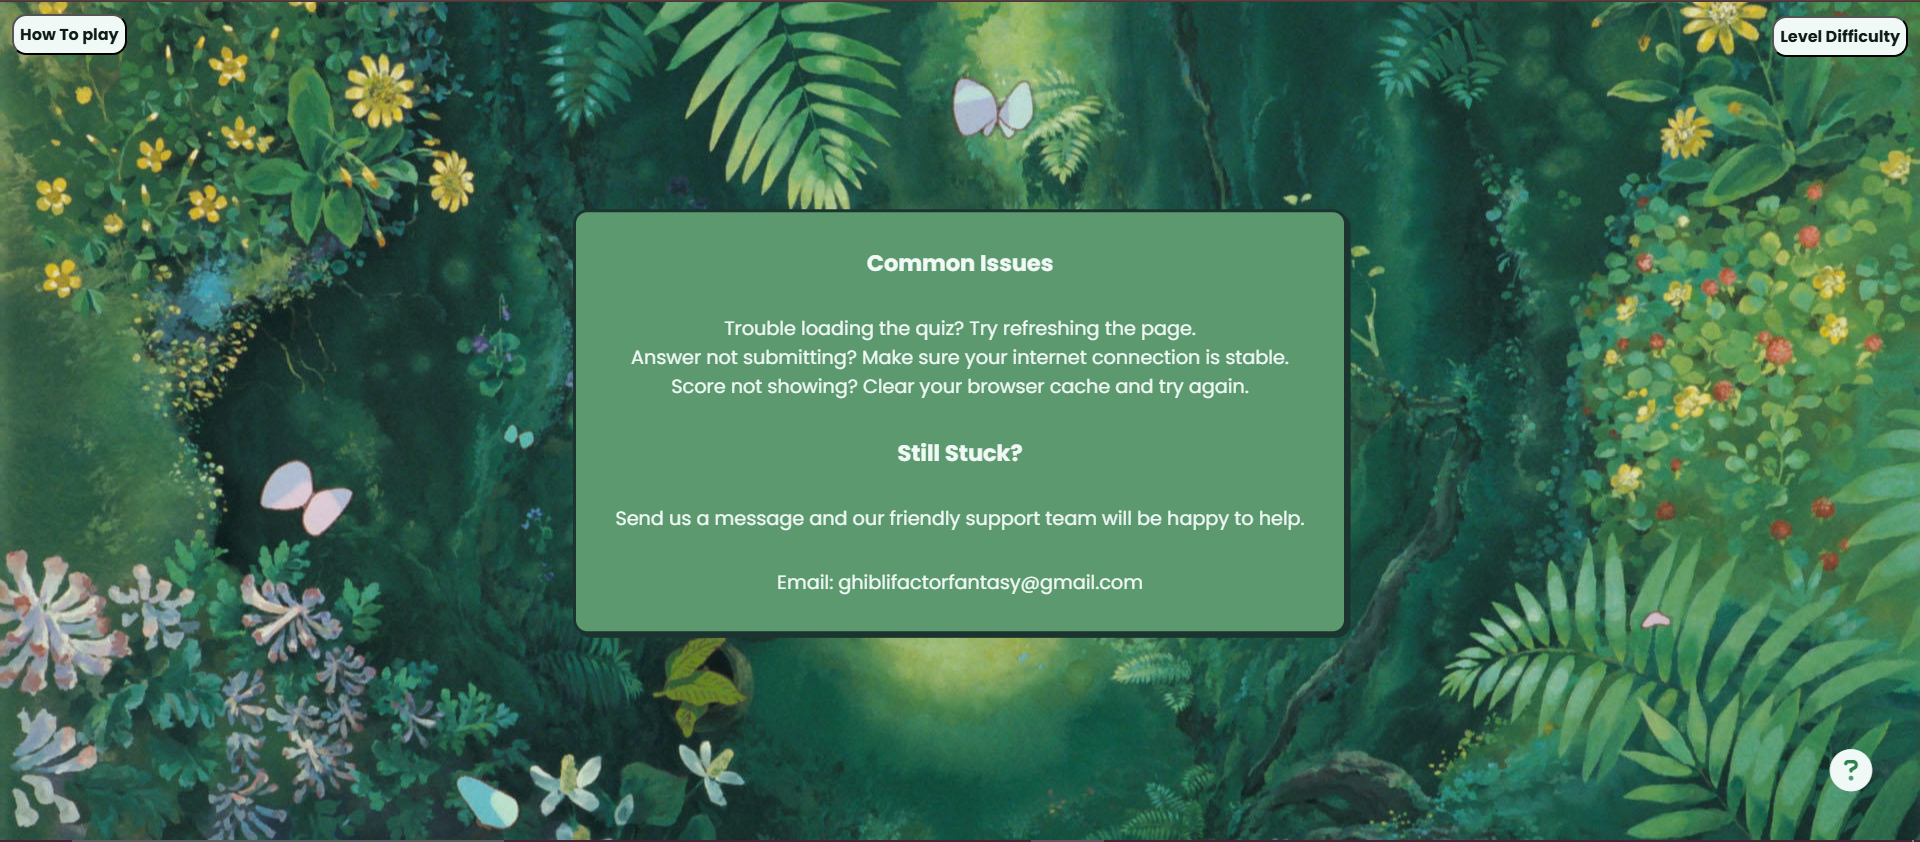 How To play
Level Difficulty
Common Issues
Trouble loading the quiz? Try refreshing the page.
Answer not submitting? Make sure your internet connection is stable.
Score not showing? Clear your browser cache and try again.
Still Stuck?
Send us a message and our friendly support team will be happy to help.
Email: ghiblifactorfantasy@gmail.com
?